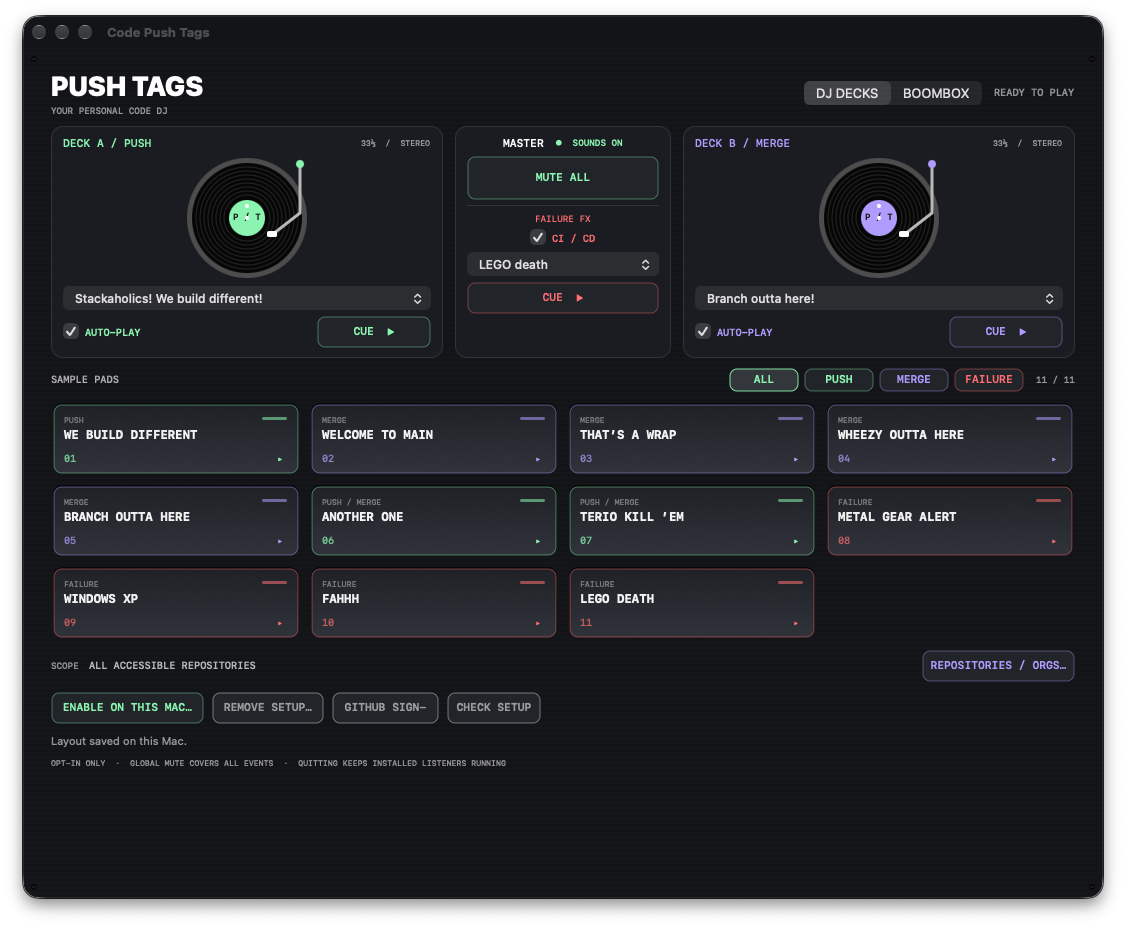 Code Push Tags
PUSH TAGS
YOUR PERSONAL CODE DJ
DJ DECKS
BOOMBOX
READY TO PLAY
DECK A / PUSH
33⅓ / STEREO
P / T
Stackaholics! We build different!
AUTO-PLAY
CUE ▶
MASTER ● SOUNDS ON
MUTE ALL
FAILURE FX
CI / CD
LEGO death
CUE ▶
DECK B / MERGE
33⅓ / STEREO
P / T
Branch outta here!
AUTO-PLAY
CUE ▶
SAMPLE PADS
ALL
PUSH
MERGE
FAILURE
11 / 11
PUSH
WE BUILD DIFFERENT
01
MERGE
WELCOME TO MAIN
02
MERGE
THAT'S A WRAP
03
MERGE
WHEEZY OUTTA HERE
04
MERGE
BRANCH OUTTA HERE
05
PUSH / MERGE
ANOTHER ONE
06
PUSH / MERGE
TERIO KILL 'EM
07
FAILURE
METAL GEAR ALERT
08
FAILURE
WINDOWS XP
09
FAILURE
FAHHH
10
FAILURE
LEGO DEATH
11
SCOPE ALL ACCESSIBLE REPOSITORIES
REPOSITORIES / ORGS…
ENABLE ON THIS MAC…
REMOVE SETUP…
GITHUB SIGN-
CHECK SETUP
Layout saved on this Mac.
OPT-IN ONLY · GLOBAL MUTE COVERS ALL EVENTS · QUITTING KEEPS INSTALLED LISTENERS RUNNING